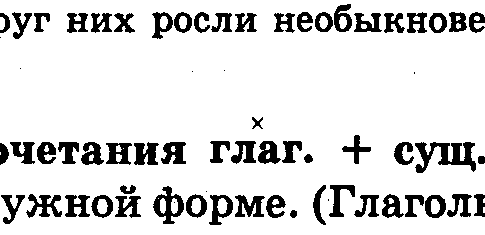 руг них росли необыкнове
×
очетания глаг. + сущ.
ужной форме. (Глаголь